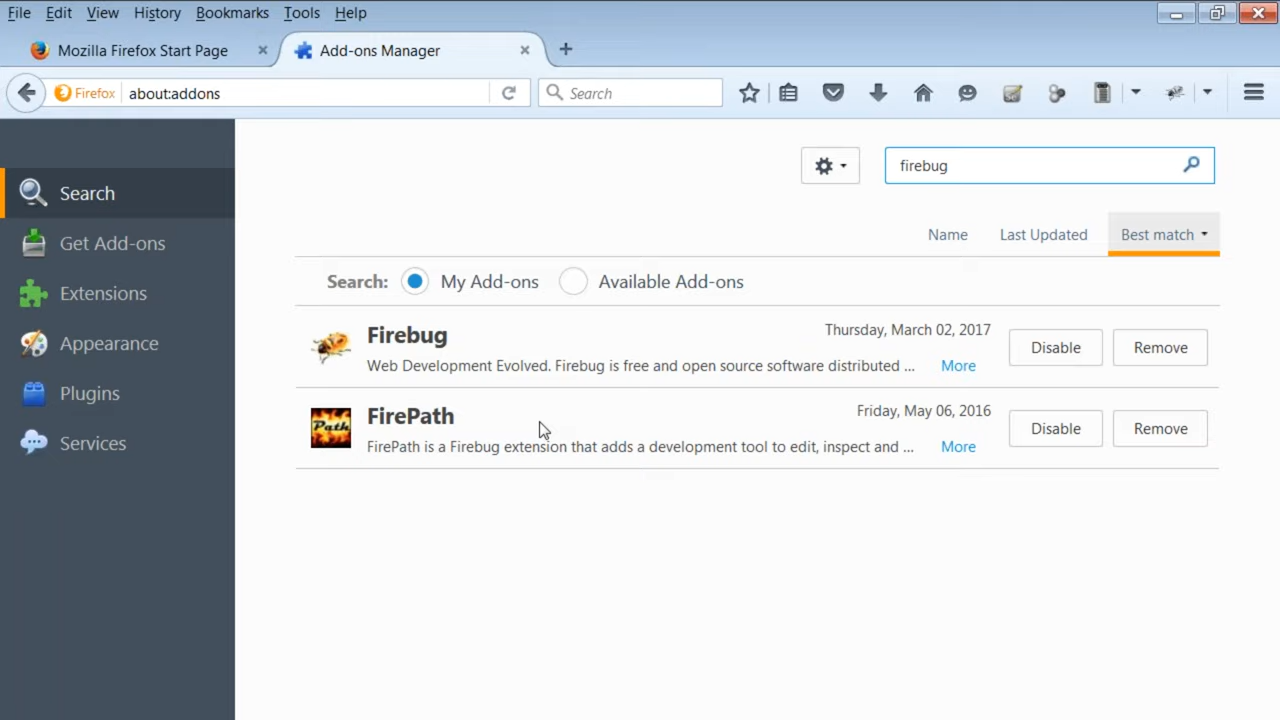 File Edit View History Bookmarks Tools Help
Mozilla Firefox Start Page
Add-ons Manager
Firefox about:addons
Search
Search
Get Add-ons
Extensions
Appearance
Plugins
Services
firebug
Name Last Updated Best match
Search: My Add-ons Available Add-ons
Firebug
Thursday, March 02, 2017
Web Development Evolved. Firebug is free and open source software distributed ... More
Disable Remove
Path
FirePath
Friday, May 06, 2016
FirePath is a Firebug extension that adds a development tool to edit, inspect and ... More
Disable Remove